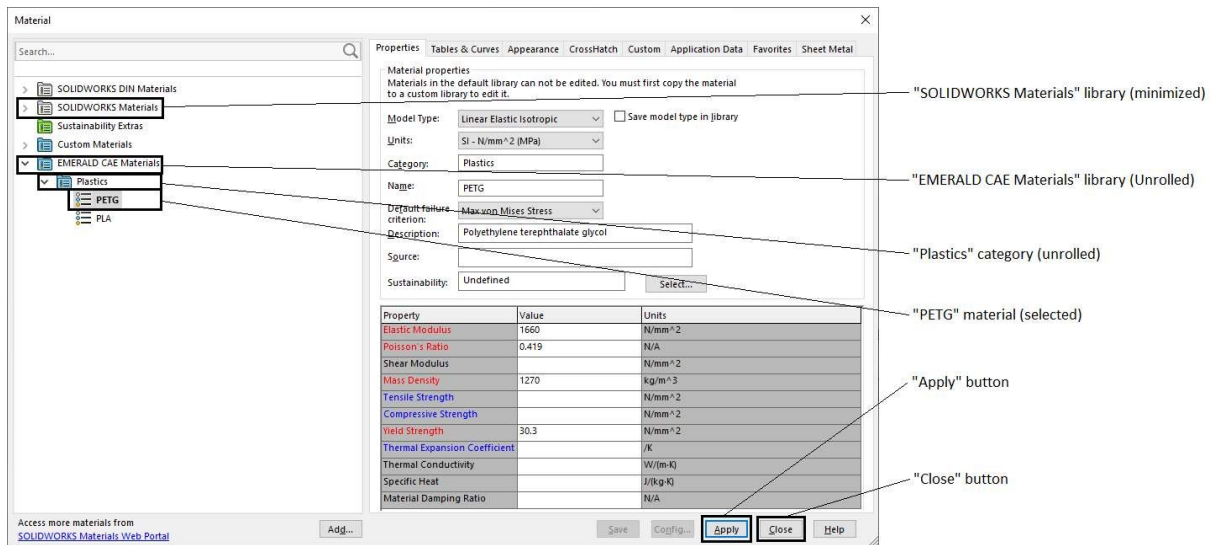 Material
Search...
SOLIDWORKS DIN Materials
SOLIDWORKS Materials
Sustainability Extras
Custom Materials
EMERALD CAE Materials
Plastics
PETG
PLA
Access more materials from
SOLIDWORKS Materials Web Portal
Add...
Properties Tables & Curves Appearance CrossHatch Custom Application Data Favorites Sheet Metal
Material properties
Materials in the default library can not be edited. You must first copy the material
to a custom library to edit it.
Model Type: Linear Elastic Isotropic Save model type in library
Units: SI - N/mm^2 (MPa)
Category: Plastics
Name: PETG
Default failure
criterion: Max von Mises Stress
Description: Polyethylene terephthalate glycol
Source:
Sustainability: Undefined Select...
Property Value Units
Elastic Modulus 1660 N/mm^2
Poisson's Ratio 0.419 N/A
Shear Modulus N/mm^2
Mass Density 1270 kg/m^3
Tensile Strength N/mm^2
Compressive Strength N/mm^2
Yield Strength 30.3 N/mm^2
Thermal Expansion Coefficient /K
Thermal Conductivity W/(m·K)
Specific Heat J/(kg·K)
Material Damping Ratio N/A
Save Config... Apply Close Help
"SOLIDWORKS Materials" library (minimized)
"EMERALD CAE Materials" library (Unrolled)
"Plastics" category (unrolled)
"PETG" material (selected)
"Apply" button
"Close" button